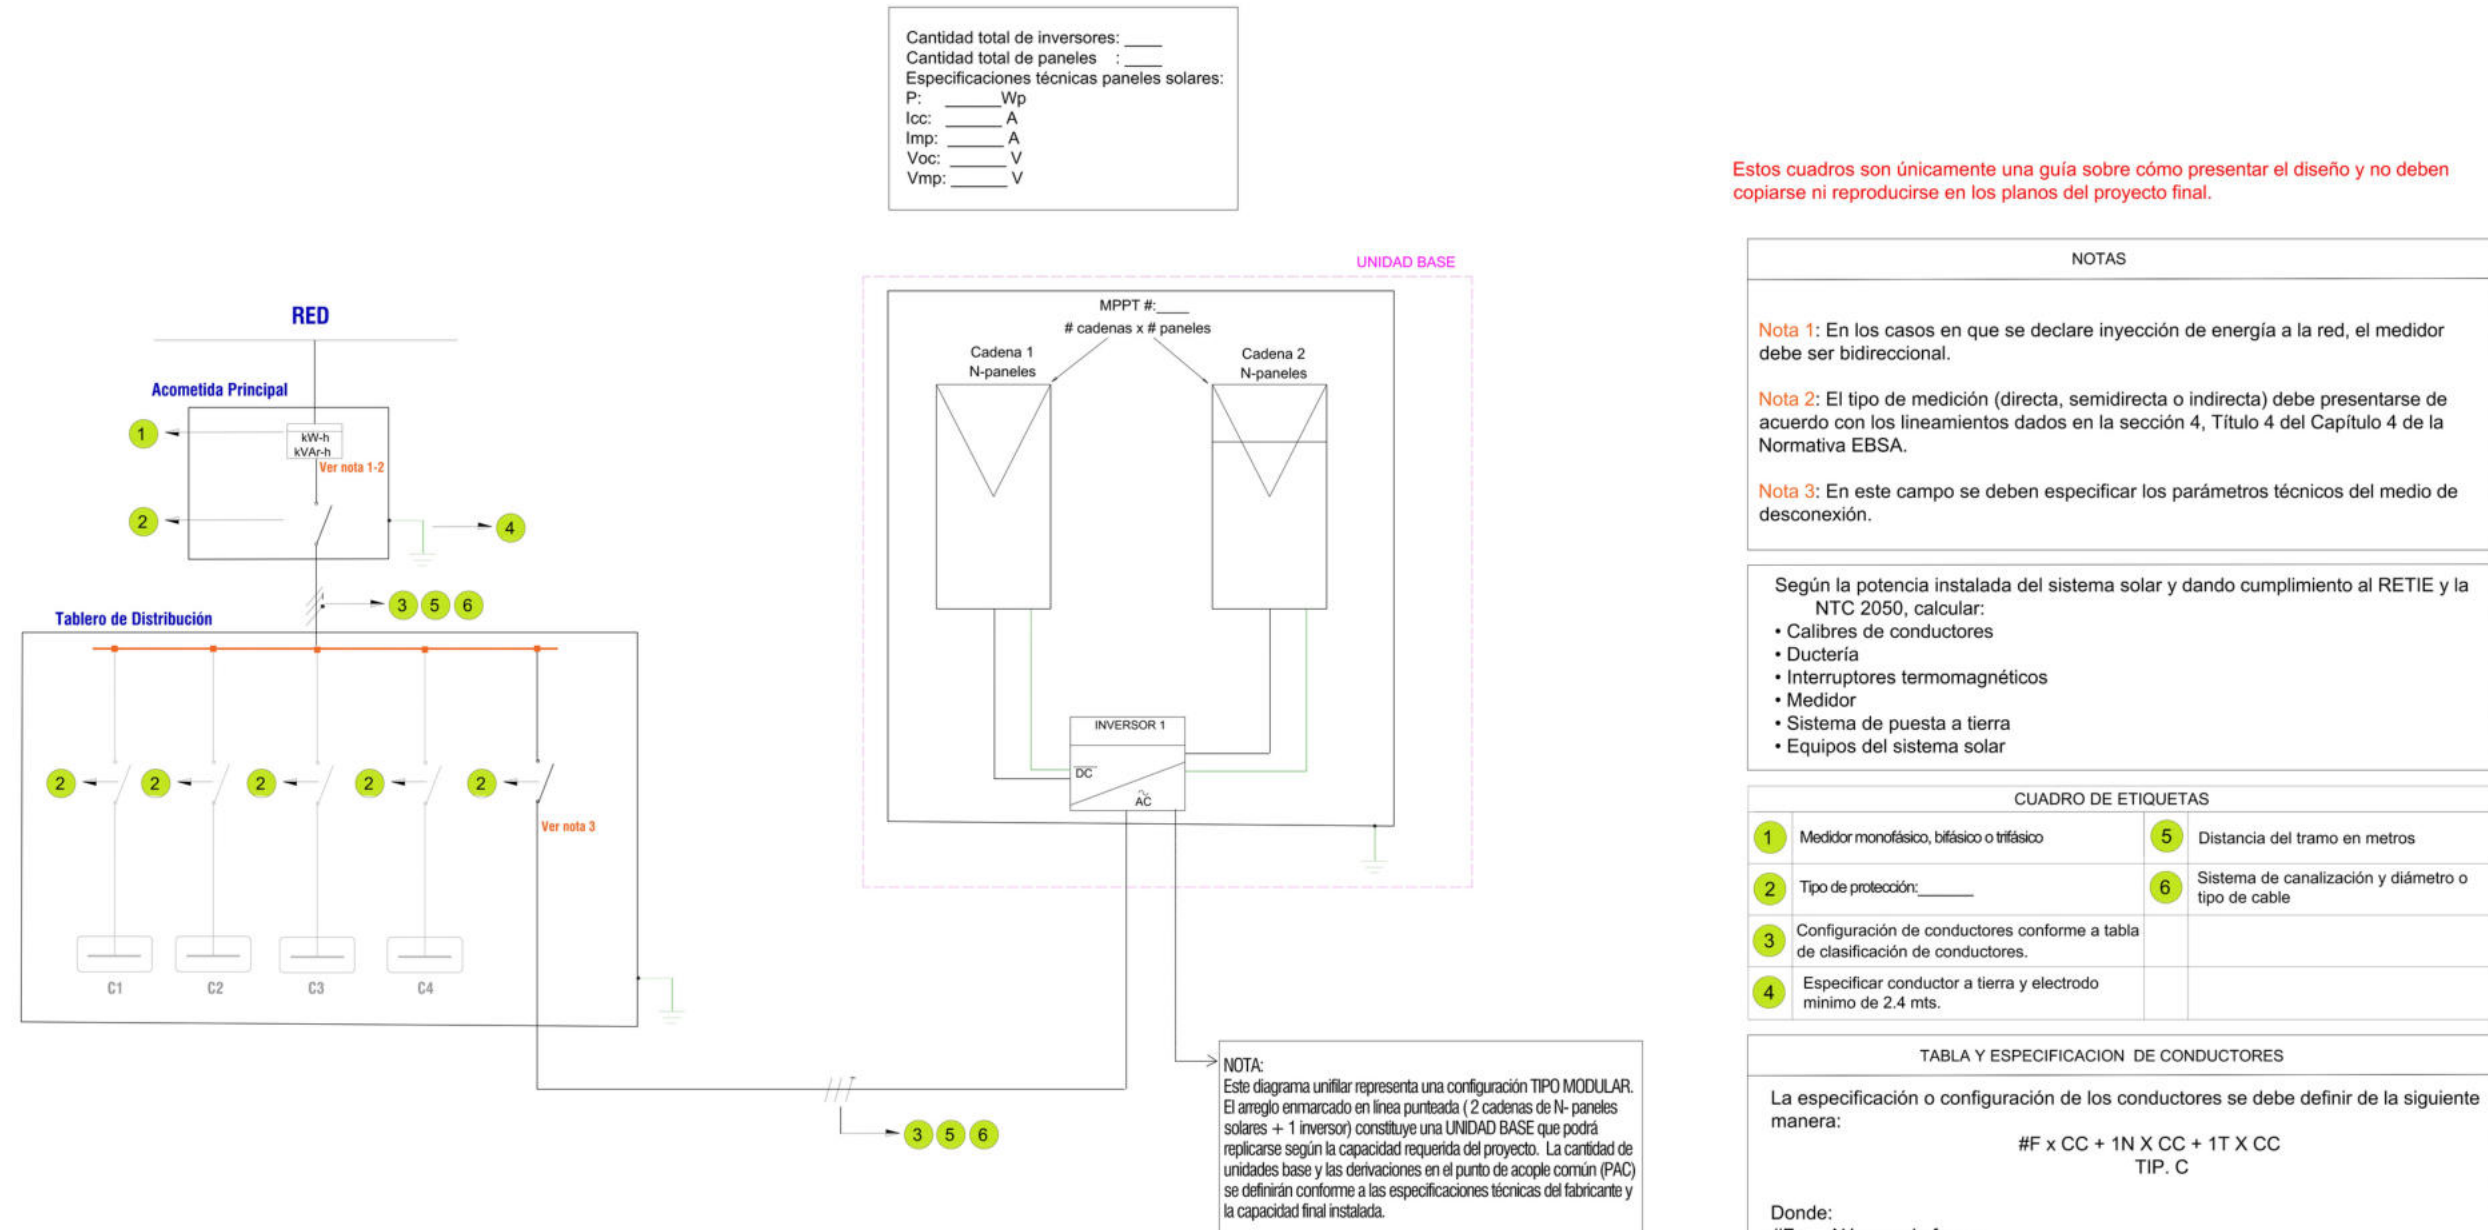 Cantidad total de inversores: ____
Cantidad total de paneles : ____
Especificaciones técnicas paneles solares:
P: ______Wp
Icc: ______ A
Imp: ______ A
Voc: ______ V
Vmp: ______ V
Estos cuadros son únicamente una guía sobre cómo presentar el diseño y no deben
copiarse ni reproducirse en los planos del proyecto final.
RED
Acometida Principal
1
kW-h
kVAr-h
Ver nota 1-2
2
4
3 5 6
Tablero de Distribución
2 2 2 2 2
Ver nota 3
C1 C2 C3 C4
3 5 6
UNIDAD BASE
MPPT #:____
# cadenas x # paneles
Cadena 1
N-paneles
Cadena 2
N-paneles
INVERSOR 1
DC
AC
NOTA:
Este diagrama unifilar representa una configuración TIPO MODULAR.
El arreglo enmarcado en línea punteada ( 2 cadenas de N- paneles
solares + 1 inversor) constituye una UNIDAD BASE que podrá
replicarse según la capacidad requerida del proyecto. La cantidad de
unidades base y las derivaciones en el punto de acople común (PAC)
se definirán conforme a las especificaciones técnicas del fabricante y
la capacidad final instalada.
NOTAS
Nota 1: En los casos en que se declare inyección de energía a la red, el medidor
debe ser bidireccional.
Nota 2: El tipo de medición (directa, semidirecta o indirecta) debe presentarse de
acuerdo con los lineamientos dados en la sección 4, Título 4 del Capítulo 4 de la
Normativa EBSA.
Nota 3: En este campo se deben especificar los parámetros técnicos del medio de
desconexión.
Según la potencia instalada del sistema solar y dando cumplimiento al RETIE y la
NTC 2050, calcular:
• Calibres de conductores
• Ductería
• Interruptores termomagnéticos
• Medidor
• Sistema de puesta a tierra
• Equipos del sistema solar
CUADRO DE ETIQUETAS
1 Medidor monofásico, bifásico o trifásico
5 Distancia del tramo en metros
2 Tipo de protección:______
6 Sistema de canalización y diámetro o
tipo de cable
3 Configuración de conductores conforme a tabla
de clasificación de conductores.
4 Especificar conductor a tierra y electrodo
minimo de 2.4 mts.
TABLA Y ESPECIFICACION DE CONDUCTORES
La especificación o configuración de los conductores se debe definir de la siguiente
manera:
#F x CC + 1N X CC + 1T X CC
TIP. C
Donde: